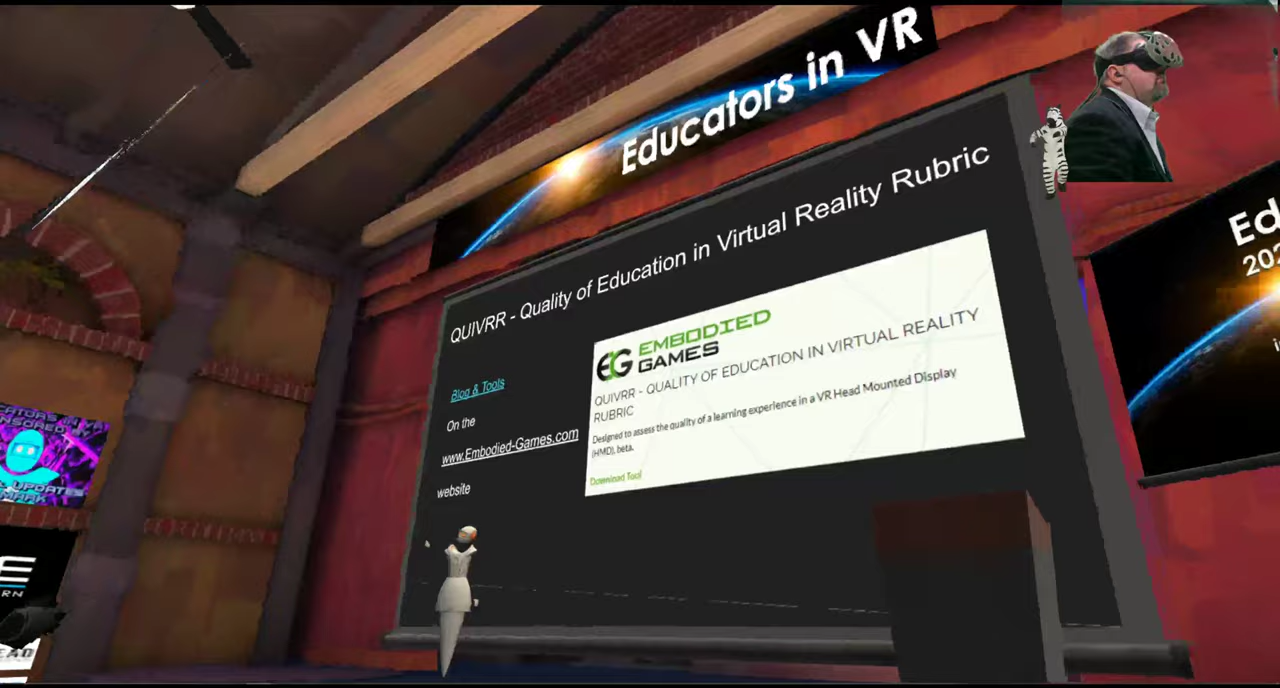 Educators in VR
QUIVRR - Quality of Education in Virtual Reality Rubric
EMBODIED
GAMES
QUIVRR - QUALITY OF EDUCATION IN VIRTUAL REALITY
RUBRIC
Designed to assess the quality of a learning experience in a VR Head Mounted Display
(HMD), beta.
Download Tool
Blog & Tools
On the
www.Embodied-Games.com
website
Ed
202